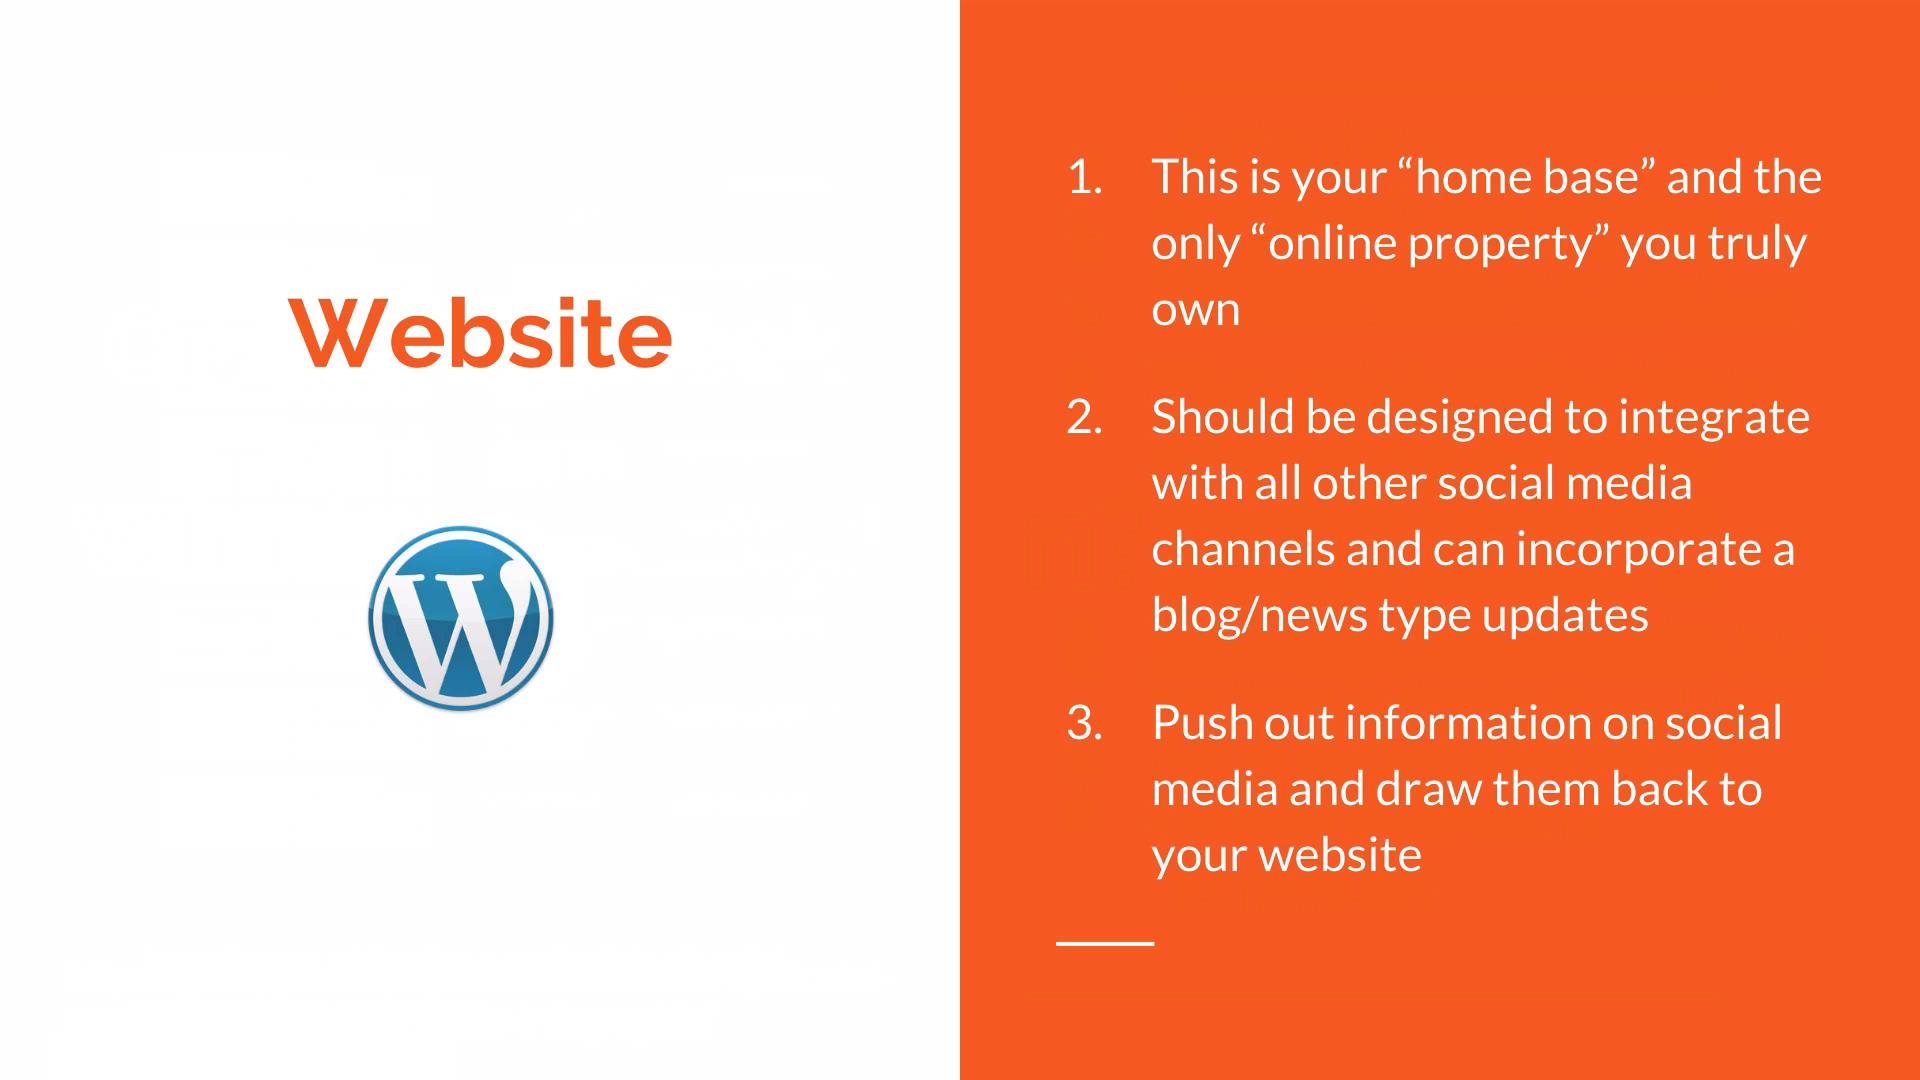 Website
1. This is your “home base” and the
only “online property” you truly
own
2. Should be designed to integrate
with all other social media
channels and can incorporate a
blog/news type updates
3. Push out information on social
media and draw them back to
your website